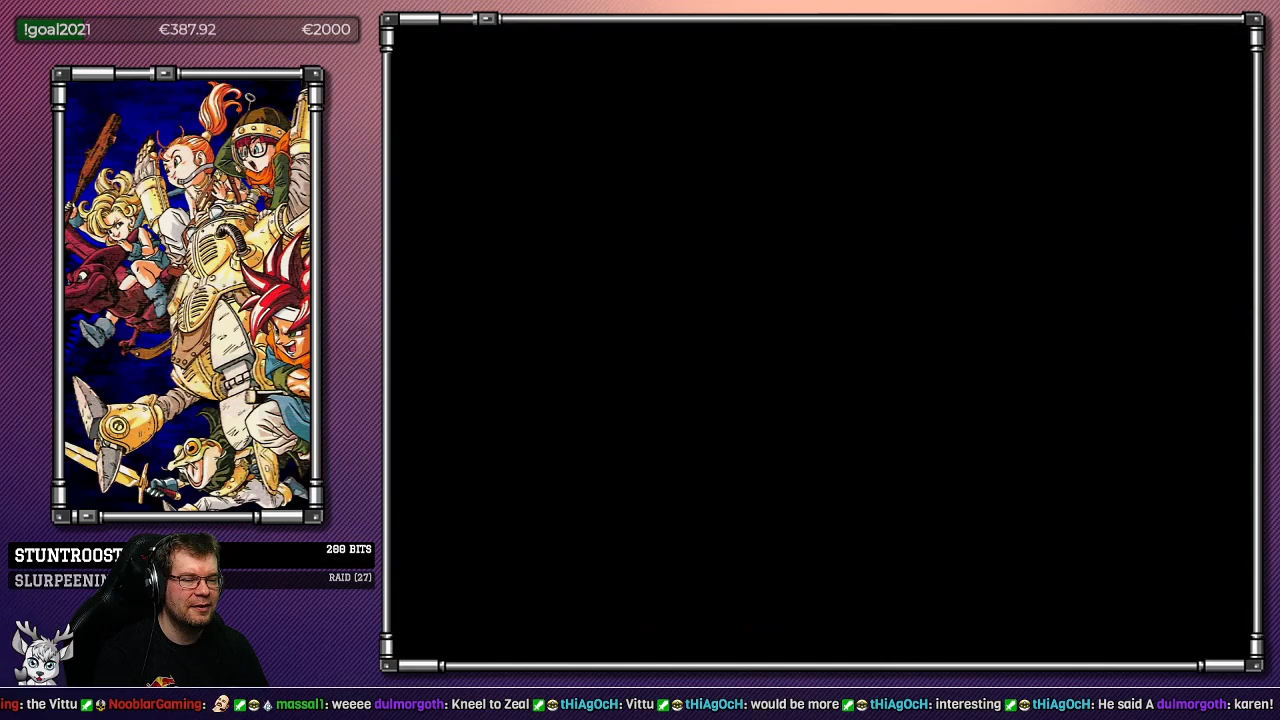 !goal2021 €387.92 €2000
STUNTROOST 200 BITS
SLURPEENIN RAID [27]
ing: the Vittu NooblarGaming: massal1: weeee dulmorgoth: Kneel to Zeal tHiAgOcH: Vittu tHiAgOcH: would be more tHiAgOcH: interesting tHiAgOcH: He said A dulmorgoth: karen!